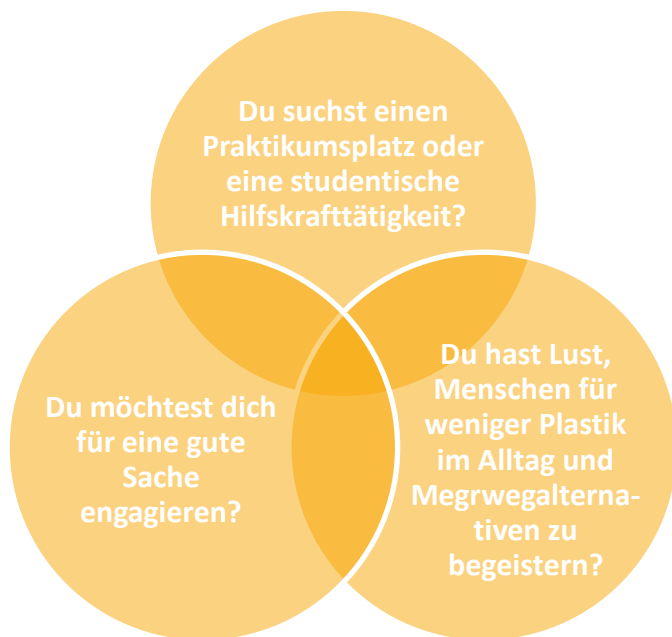 Du suchst einen
Praktikumsplatz oder
eine studentische
Hilfskrafttätigkeit?
Du möchtest dich
für eine gute
Sache
engagieren?
Du hast Lust,
Menschen für
weniger Plastik
im Alltag und
Megrwegalterna-
tiven zu
begeistern?